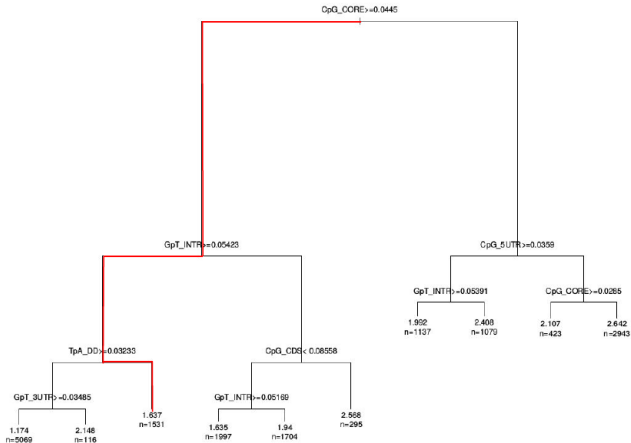 CpG_CORE>=0.0445
GpT_INTR>=0.05423
CpG_5UTR>=0.0359
GpT_INTR>=0.05391
CpG_CORE>=0.0285
1.992
n=1137
2.408
n=1079
2.107
n=423
2.642
n=2943
TpA_DD>=0.03233
CpG_CDS< 0.08558
GpT_3UTR>=0.03485
1.637
n=1531
GpT_INTR>=0.05169
2.568
n=295
1.174
n=5069
2.148
n=116
1.635
n=1997
1.94
n=1704